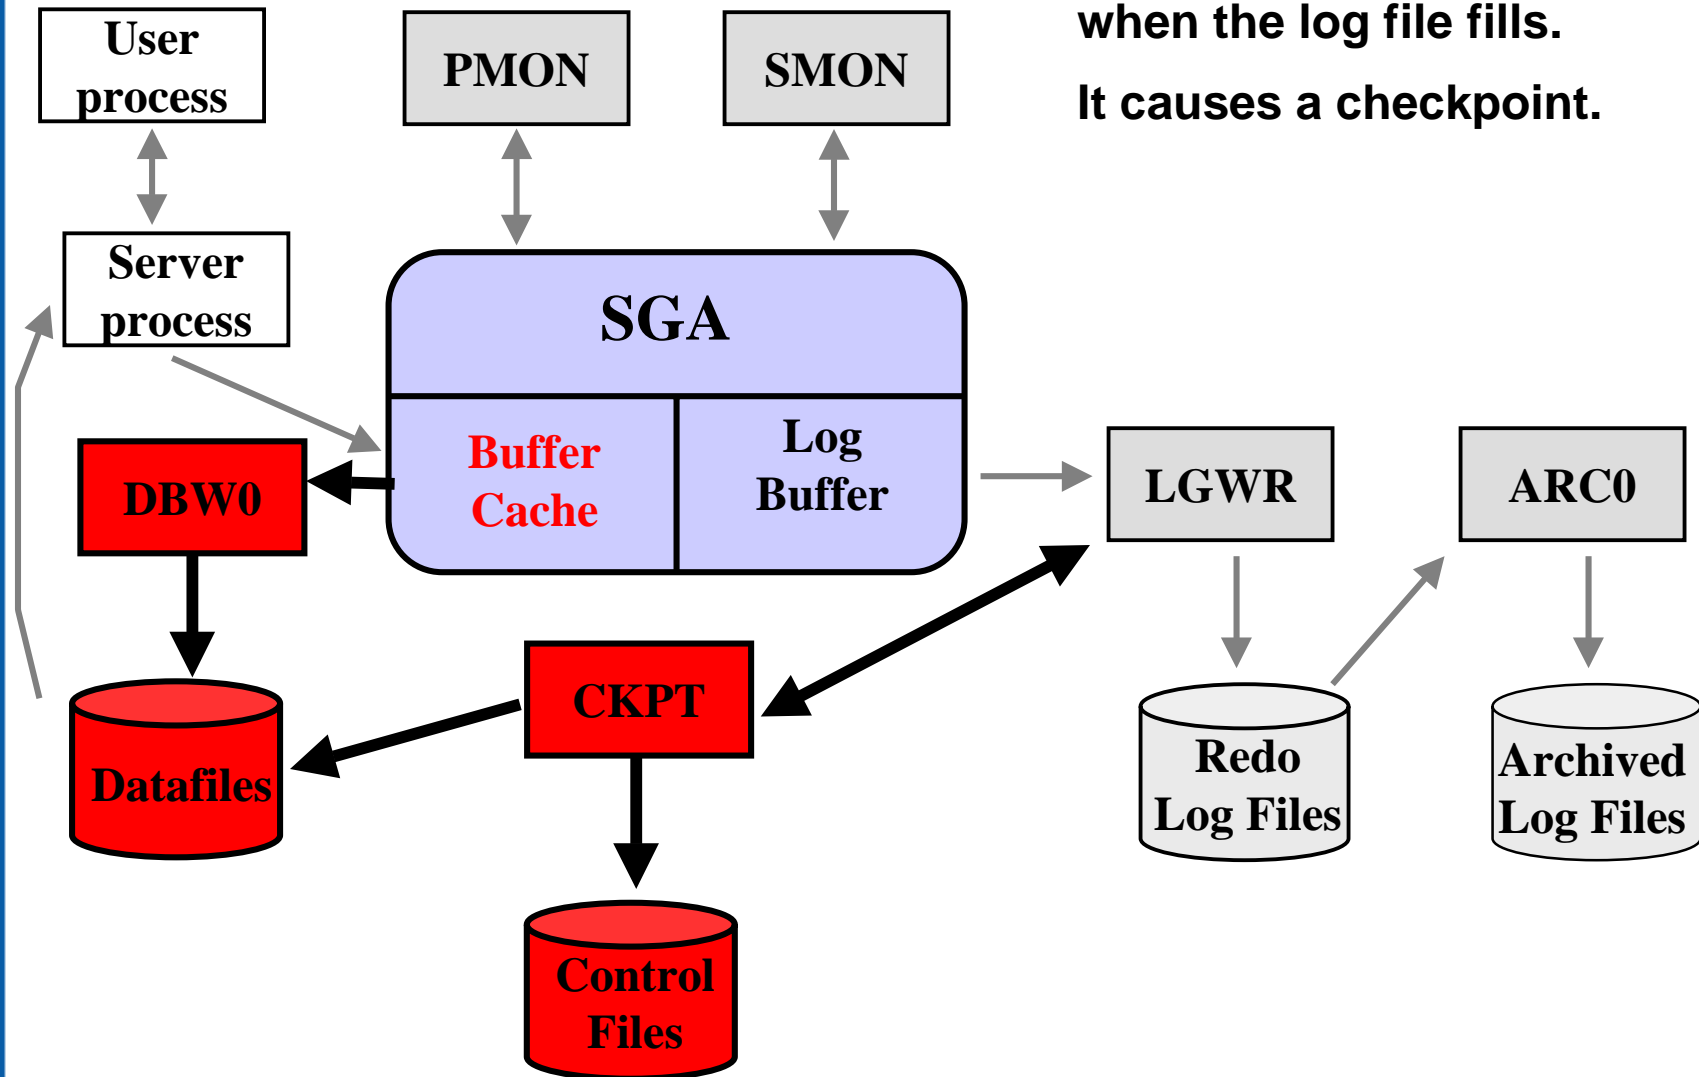 when the log file fills.
It causes a checkpoint.
User
process
PMON
SMON
Server
process
SGA
Buffer
Cache
Log
Buffer
DBW0
LGWR
ARC0
CKPT
Datafiles
Redo
Log Files
Archived
Log Files
Control
Files